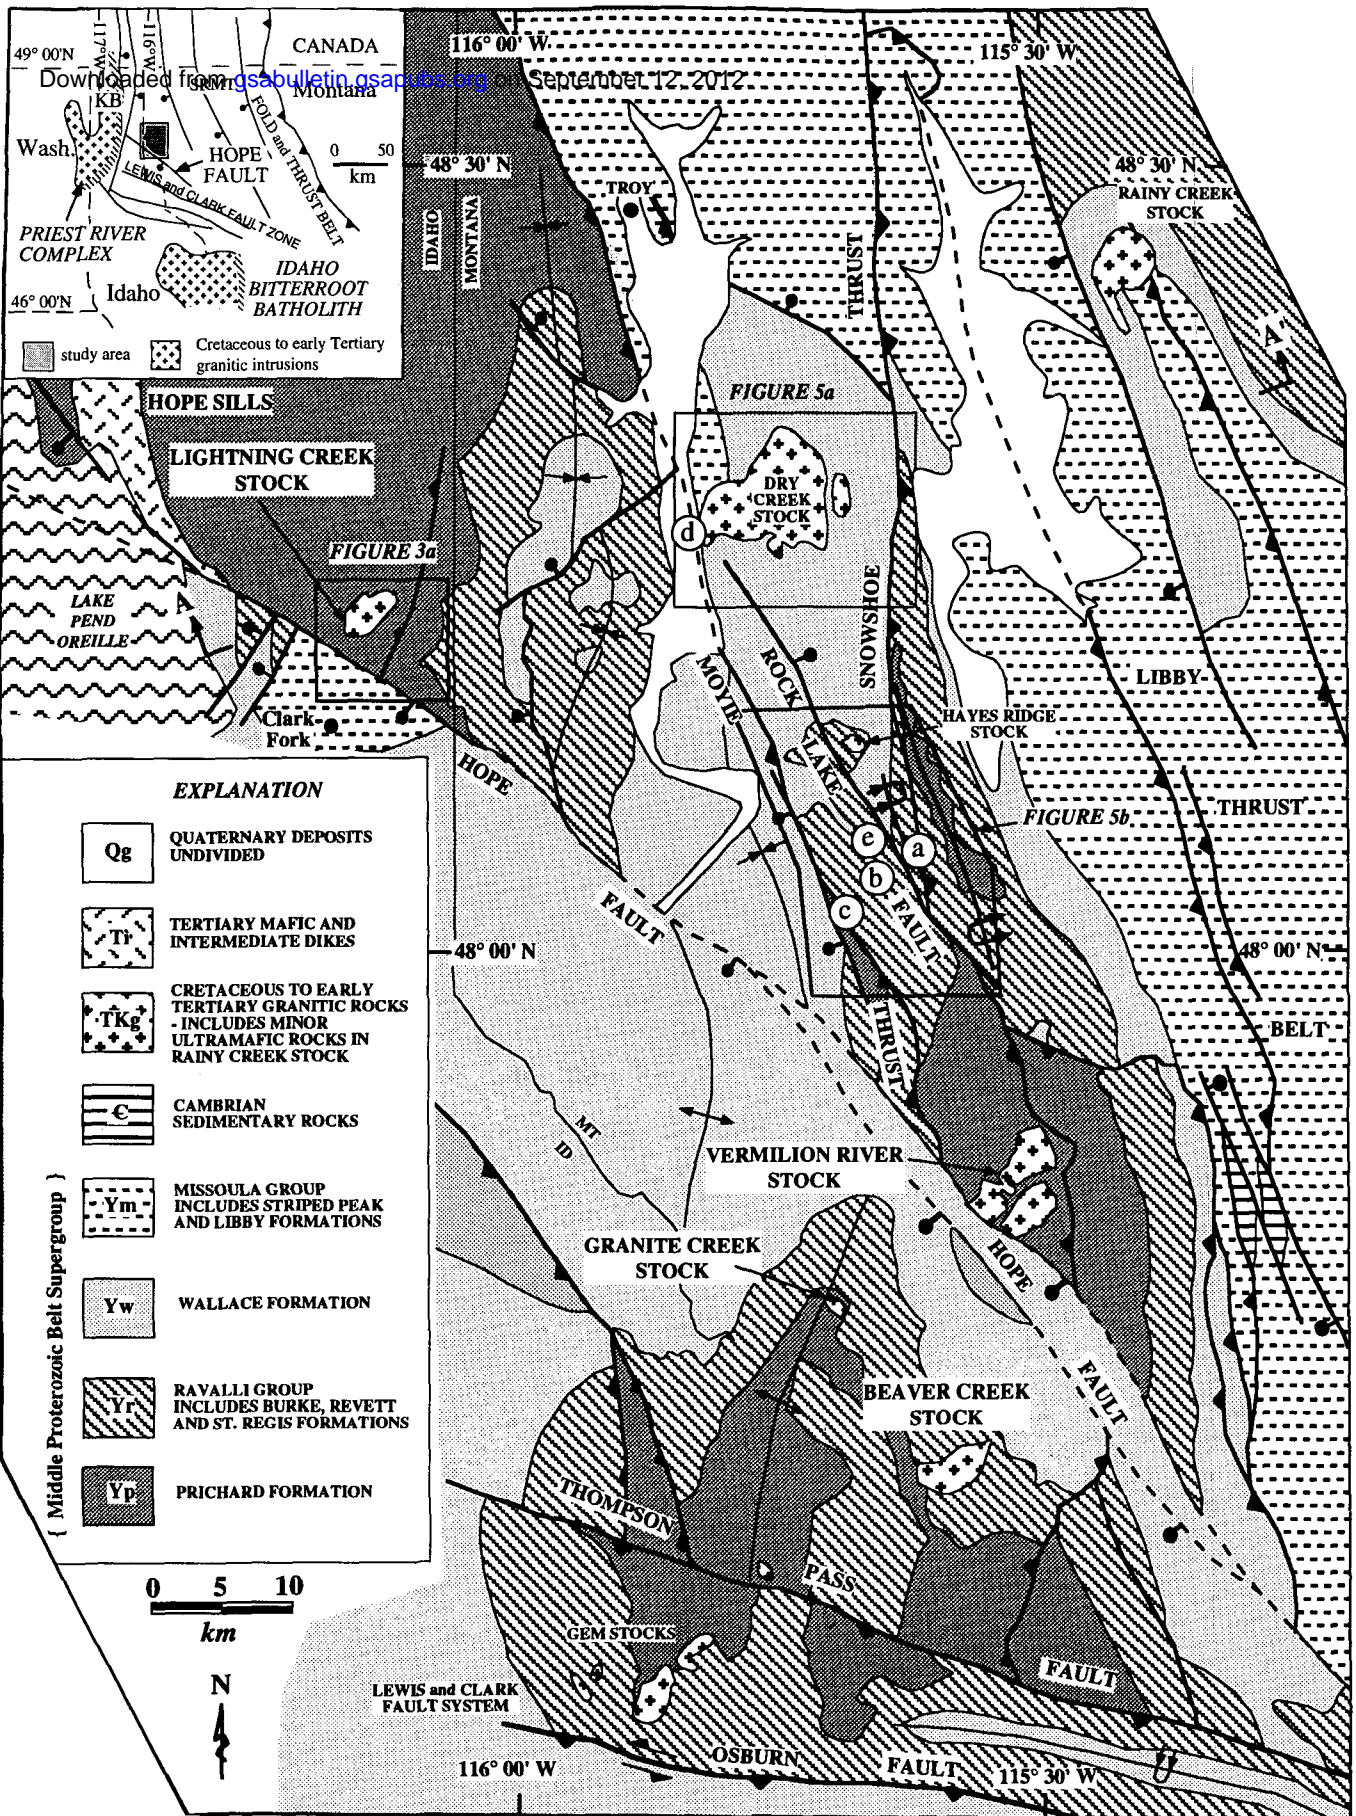 Downloaded from gsabulletin.gsapubs.org on September 12, 2012
49° 00'N
117°W
116°W
CANADA
Montana
SRMT
KB
Wash.
HOPE
FAULT
FOLD and THRUST BELT
0 50
km
LEWIS and CLARK FAULT ZONE
PRIEST RIVER
COMPLEX
IDAHO
BITTERROOT
BATHOLITH
46° 00'N
Idaho
study area
Cretaceous to early Tertiary
granitic intrusions
116° 00' W
115° 30' W
48° 30' N
IDAHO
MONTANA
TROY
THRUST
48° 30' N
RAINY CREEK
STOCK
A'
HOPE SILLS
LIGHTNING CREEK
STOCK
FIGURE 3a
FIGURE 5a
DRY
CREEK
STOCK
d
LAKE
PEND
OREILLE
A
Clark
Fork
SNOWSHOE
MOYIE
ROCK
LAKE
LIBBY
HAYES RIDGE
STOCK
HOPE
THRUST
FIGURE 5b
e
a
b
c
FAULT
FAULT
48° 00' N
48° 00' N
THRUST
BELT
MT
ID
VERMILION RIVER
STOCK
GRANITE CREEK
STOCK
HOPE
FAULT
BEAVER CREEK
STOCK
THOMPSON
PASS
FAULT
GEM STOCKS
LEWIS and CLARK
FAULT SYSTEM
OSBURN
FAULT
116° 00' W
115° 30' W
EXPLANATION
Qg
QUATERNARY DEPOSITS
UNDIVIDED
Ti
TERTIARY MAFIC AND
INTERMEDIATE DIKES
TKg
CRETACEOUS TO EARLY
TERTIARY GRANITIC ROCKS
- INCLUDES MINOR
ULTRAMAFIC ROCKS IN
RAINY CREEK STOCK
Є
CAMBRIAN
SEDIMENTARY ROCKS
{ Middle Proterozoic Belt Supergroup }
Ym
MISSOULA GROUP
INCLUDES STRIPED PEAK
AND LIBBY FORMATIONS
Yw
WALLACE FORMATION
Yr
RAVALLI GROUP
INCLUDES BURKE, REVETT
AND ST. REGIS FORMATIONS
Yp
PRICHARD FORMATION
0 5 10
km
N